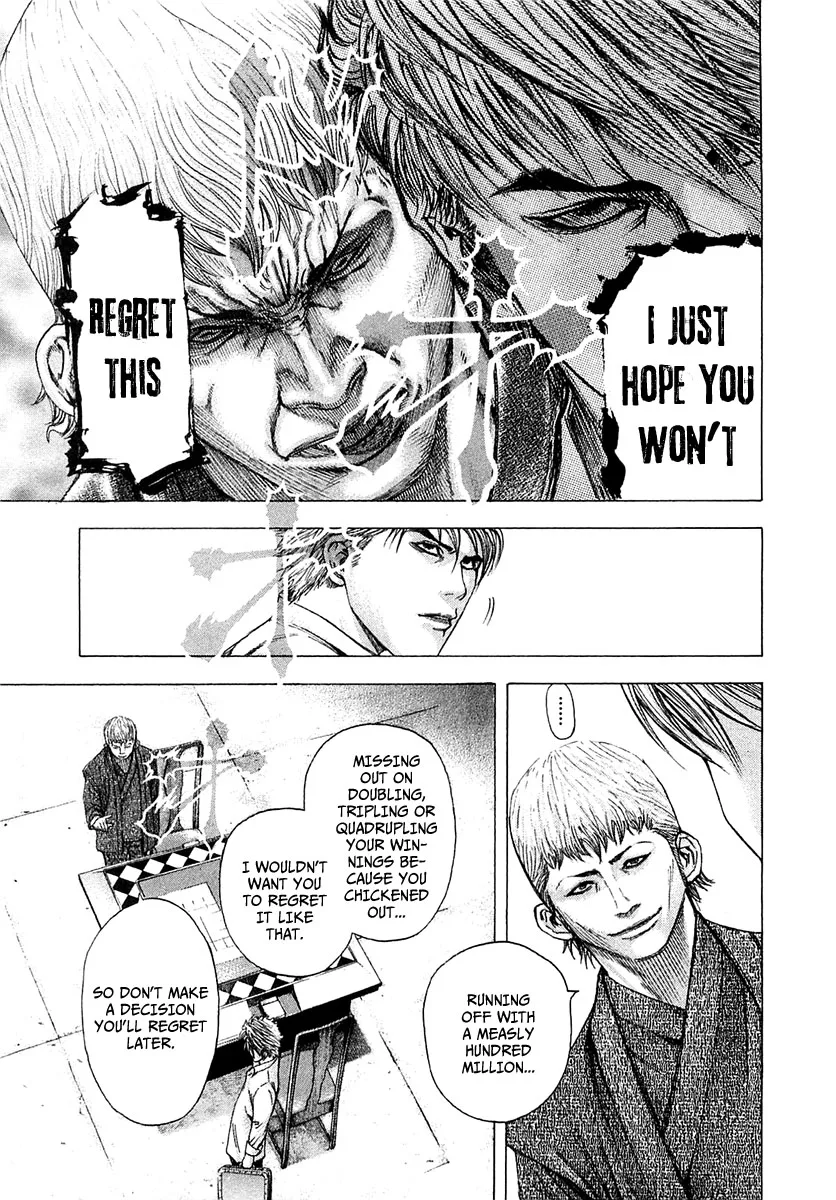 I JUST
HOPE YOU
WON'T
REGRET
THIS
......
RUNNING
OFF WITH
A MEASLY
HUNDRED
MILLION...
MISSING
OUT ON
DOUBLING,
TRIPLING OR
QUADRUPLING
YOUR WIN-
NINGS BE-
CAUSE YOU
CHICKENED
OUT...
I WOULDN'T
WANT YOU
TO REGRET
IT LIKE
THAT.
SO DON'T MAKE
A DECISION
YOU'LL REGRET
LATER.